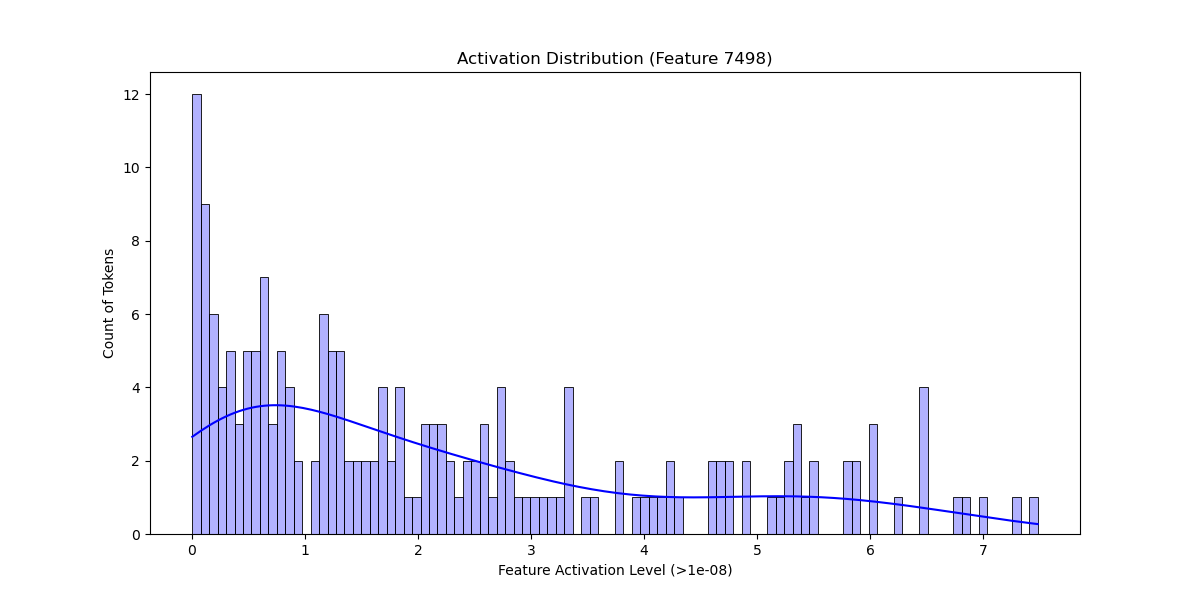 Activation Distribution (Feature 7498)
12
10
8
6
4
2
0
Count of Tokens
0 1 2 3 4 5 6 7
Feature Activation Level (>1e-08)